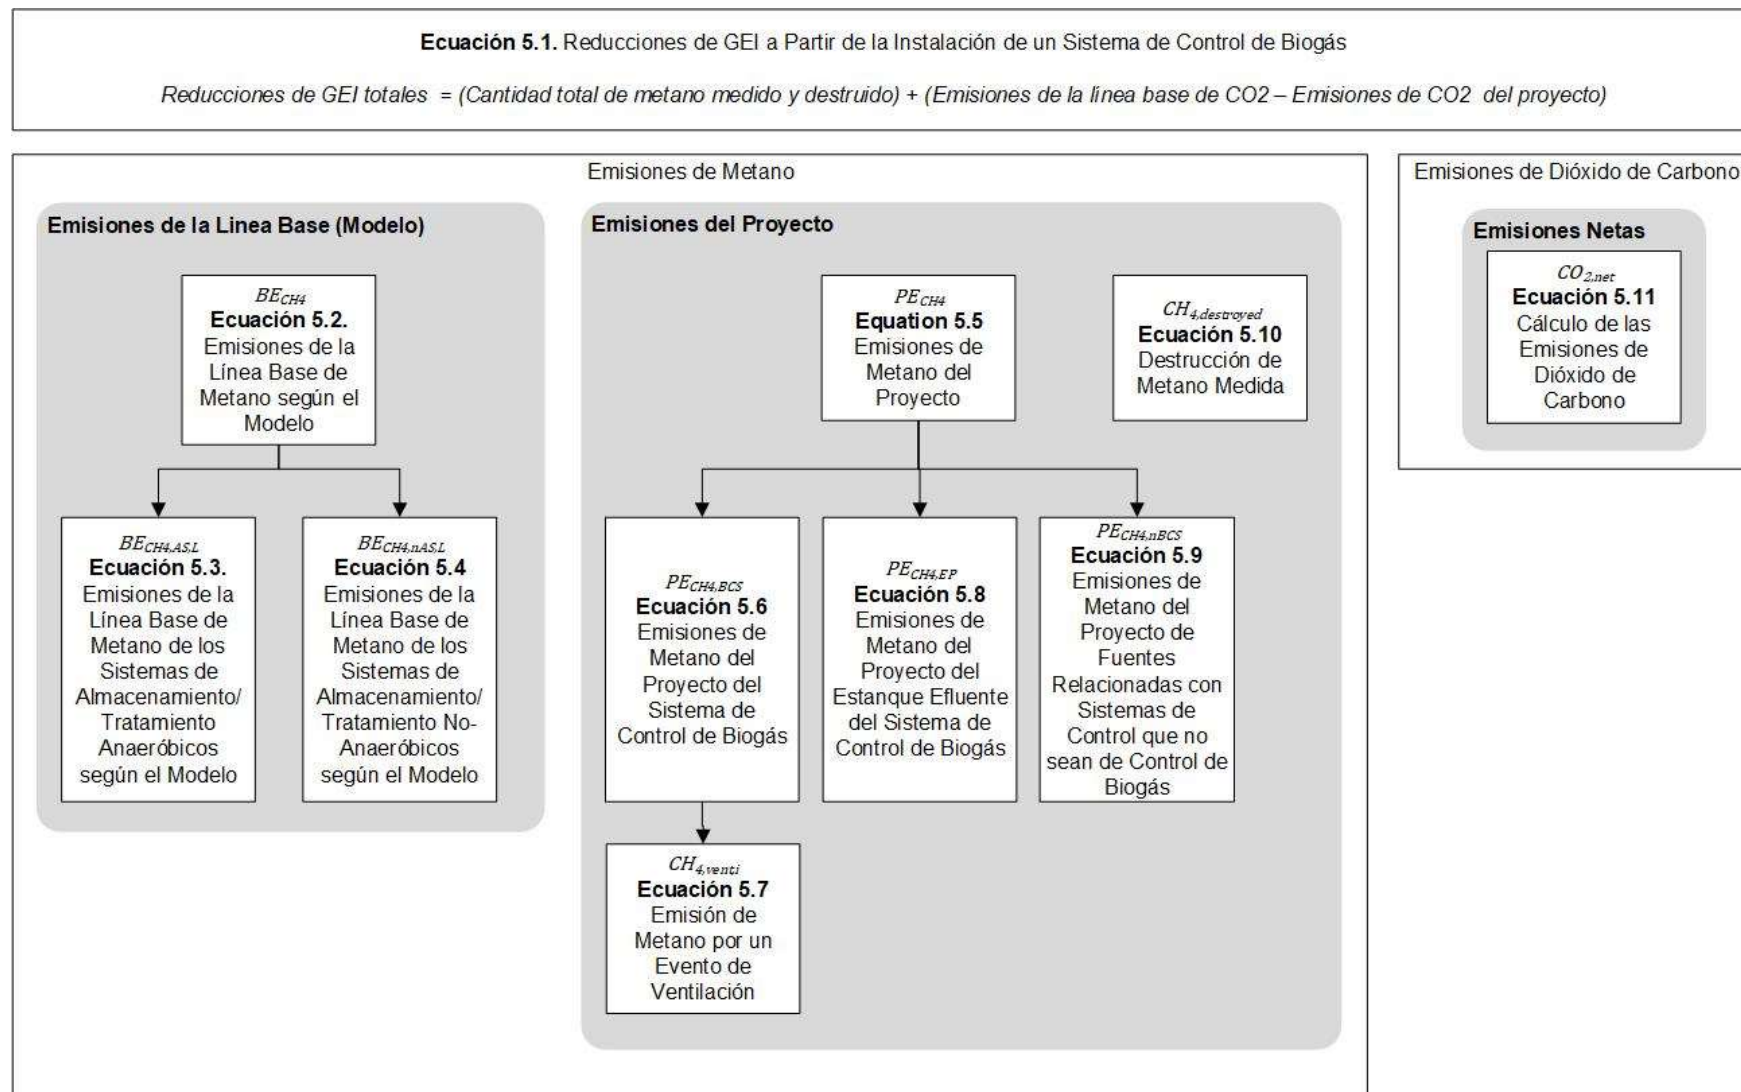 Ecuación 5.1. Reducciones de GEI a Partir de la Instalación de un Sistema de Control de Biogás
Reducciones de GEI totales = (Cantidad total de metano medido y destruido) + (Emisiones de la línea base de CO2 – Emisiones de CO2 del proyecto)
Emisiones de Metano
Emisiones de la Linea Base (Modelo)
BE_CH4
Ecuación 5.2.
Emisiones de la
Línea Base de
Metano según el
Modelo
BE_CH4,AS,L
Ecuación 5.3.
Emisiones de la
Línea Base de
Metano de los
Sistemas de
Almacenamiento/
Tratamiento
Anaeróbicos
según el Modelo
BE_CH4,nAS,L
Ecuación 5.4
Emisiones de la
Línea Base de
Metano de los
Sistemas de
Almacenamiento/
Tratamiento No-
Anaeróbicos
según el Modelo
Emisiones del Proyecto
PE_CH4
Equation 5.5
Emisiones de
Metano del
Proyecto
CH_4,destroyed
Ecuación 5.10
Destrucción de
Metano Medida
PE_CH4,BCS
Ecuación 5.6
Emisiones de
Metano del
Proyecto del
Sistema de
Control de Biogás
PE_CH4,EP
Ecuación 5.8
Emisiones de
Metano del
Proyecto del
Estanque Efluente
del Sistema de
Control de Biogás
PE_CH4,nBCS
Ecuación 5.9
Emisiones de
Metano del
Proyecto de
Fuentes
Relacionadas con
Sistemas de
Control que no
sean de Control de
Biogás
CH_4,venti
Ecuación 5.7
Emisión de
Metano por un
Evento de
Ventilación
Emisiones de Dióxido de Carbono
Emisiones Netas
CO_2,net
Ecuación 5.11
Cálculo de las
Emisiones de
Dióxido de
Carbono